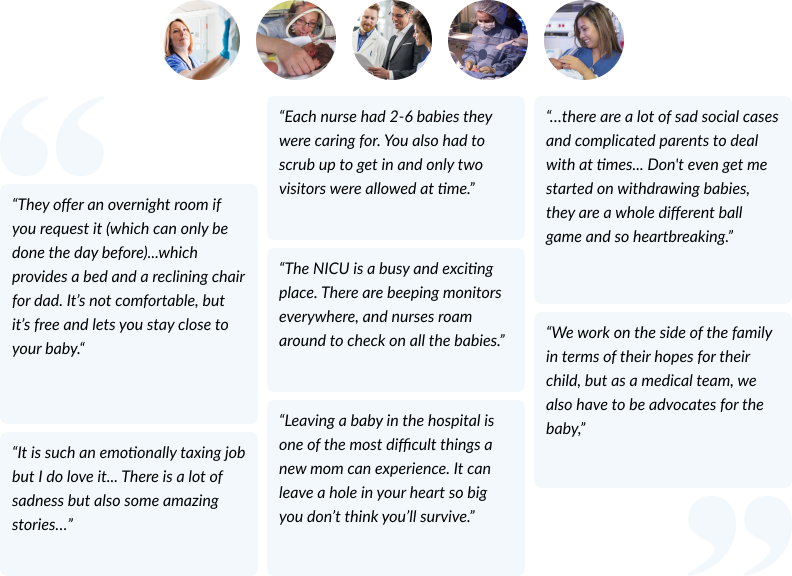 “They offer an overnight room if
you request it (which can only be
done the day before)...which
provides a bed and a reclining chair
for dad. It’s not comfortable, but
it’s free and lets you stay close to
your baby.“
“It is such an emotionally taxing job
but I do love it... There is a lot of
sadness but also some amazing
stories…”
“Each nurse had 2-6 babies they
were caring for. You also had to
scrub up to get in and only two
visitors were allowed at time.”
“The NICU is a busy and exciting
place. There are beeping monitors
everywhere, and nurses roam
around to check on all the babies.”
“Leaving a baby in the hospital is
one of the most difficult things a
new mom can experience. It can
leave a hole in your heart so big
you don’t think you’ll survive.”
“...there are a lot of sad social cases
and complicated parents to deal
with at times... Don't even get me
started on withdrawing babies,
they are a whole different ball
game and so heartbreaking.”
“We work on the side of the family
in terms of their hopes for their
child, but as a medical team, we
also have to be advocates for the
baby,”